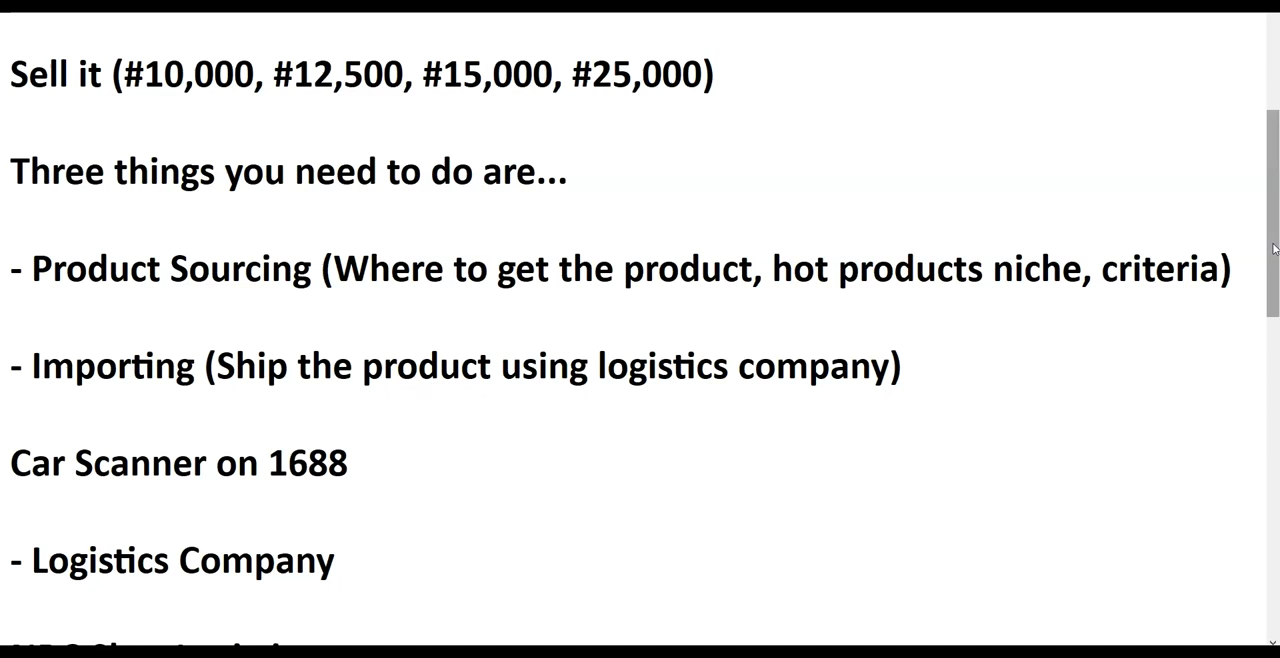 Sell it (#10,000, #12,500, #15,000, #25,000)
Three things you need to do are...
- Product Sourcing (Where to get the product, hot products niche, criteria)
- Importing (Ship the product using logistics company)
Car Scanner on 1688
- Logistics Company